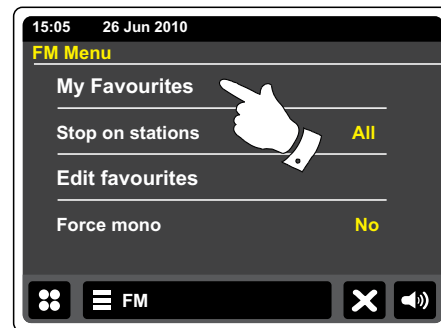 15:05 26 Jun 2010
FM Menu
My Favourites
Stop on stations All
Edit favourites
Force mono No
FM